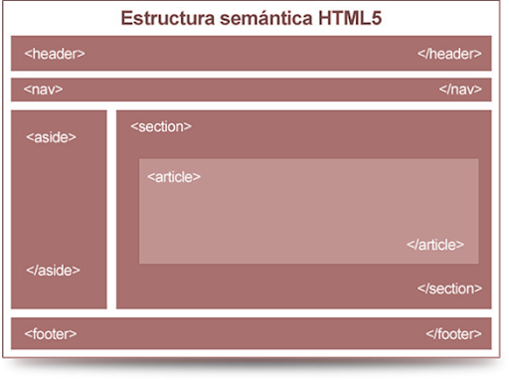 Estructura semántica HTML5
<header> </header>
<nav> </nav>
<aside>
<section>
<article>
</article>
</aside>
</section>
<footer> </footer>